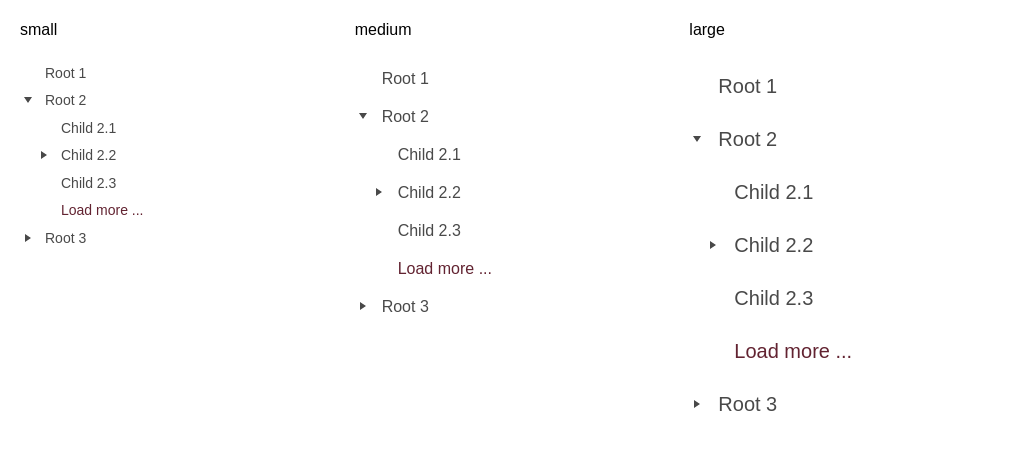 small
Root 1
Root 2
Child 2.1
Child 2.2
Child 2.3
Load more ...
Root 3
medium
Root 1
Root 2
Child 2.1
Child 2.2
Child 2.3
Load more ...
Root 3
large
Root 1
Root 2
Child 2.1
Child 2.2
Child 2.3
Load more ...
Root 3